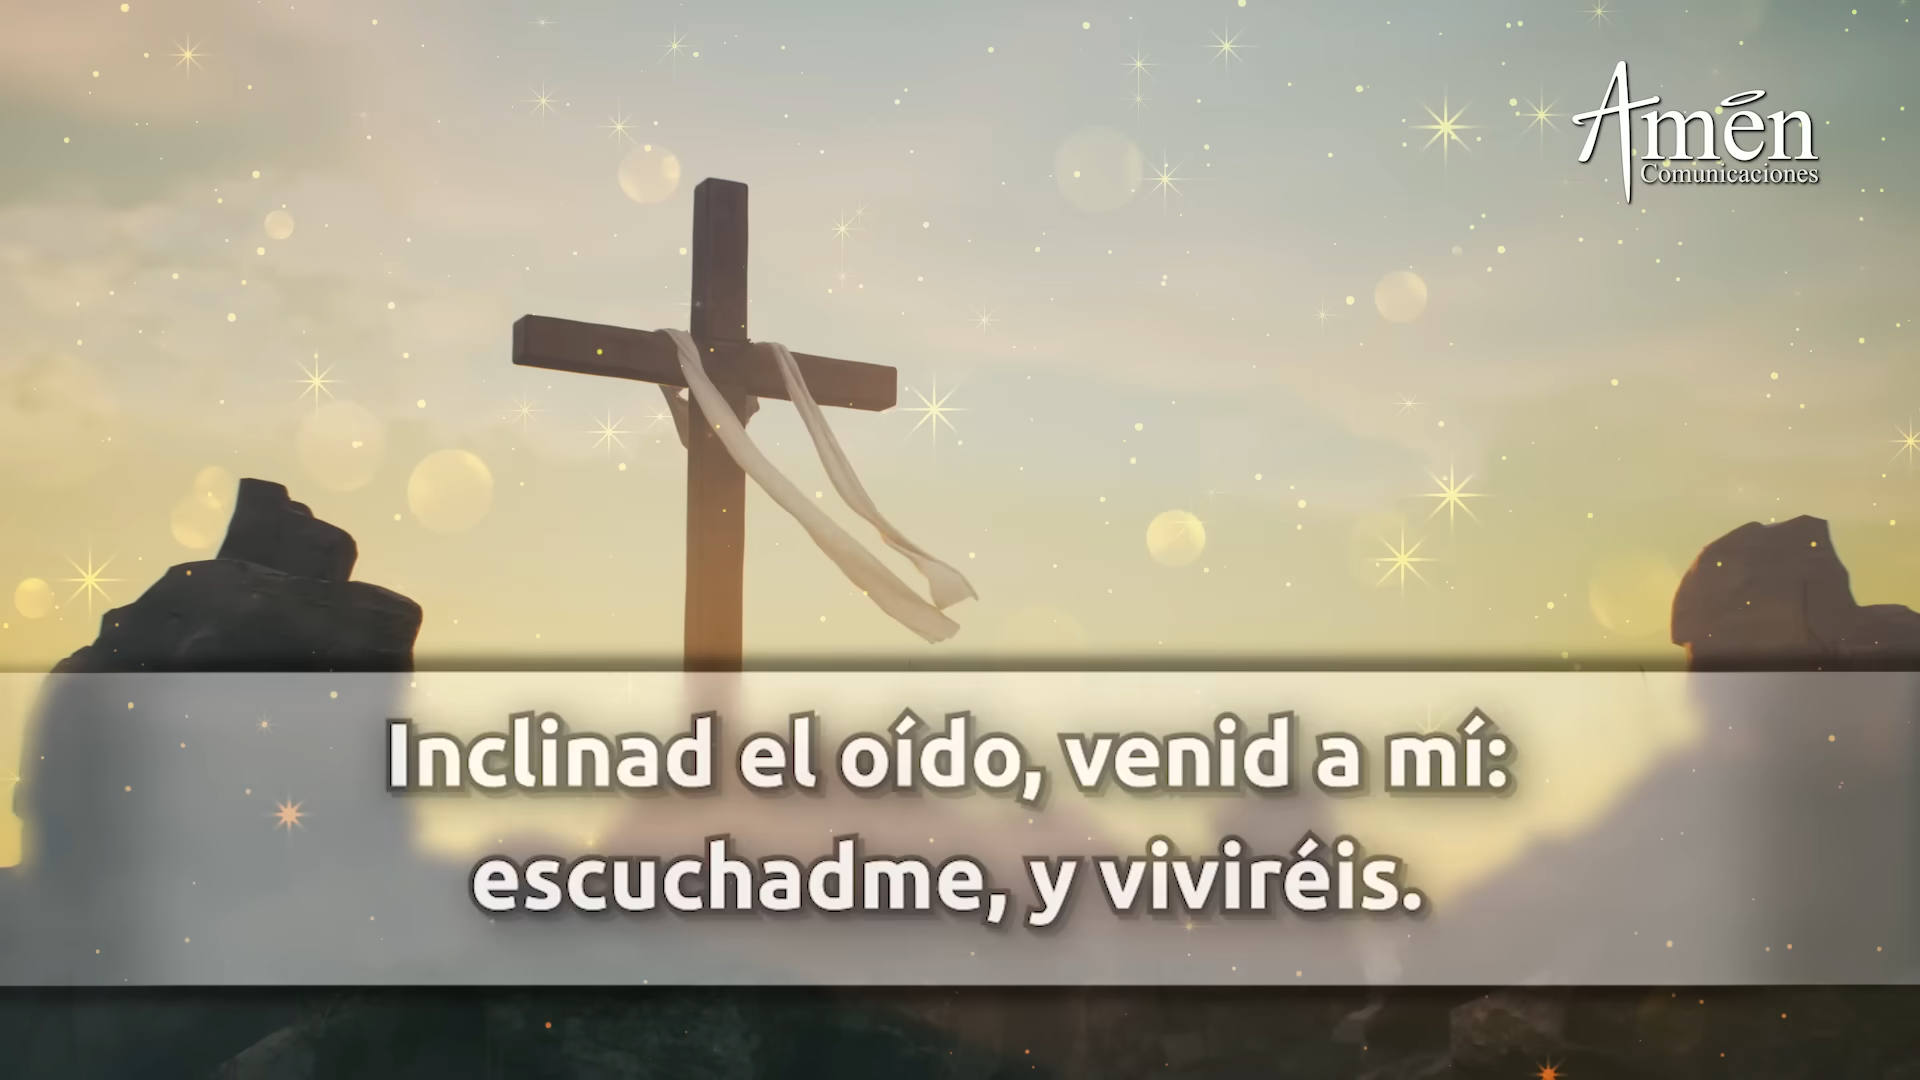 Amén
Comunicaciones
Inclinad el oído, venid a mí:
escuchadme, y viviréis.